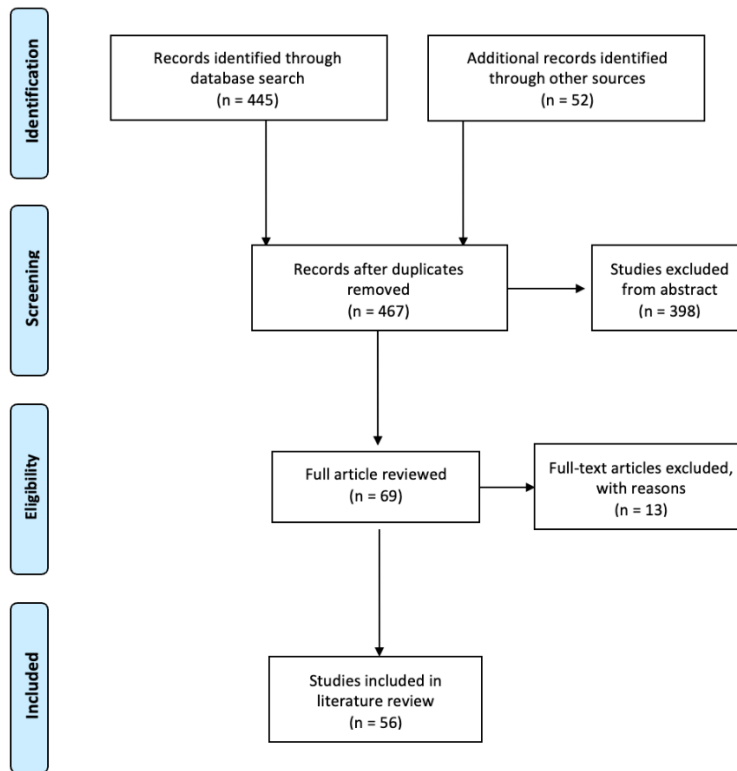 Identification
Records identified through
database search
(n = 445)
Additional records identified
through other sources
(n = 52)
Screening
Records after duplicates
removed
(n = 467)
Studies excluded
from abstract
(n = 398)
Eligibility
Full article reviewed
(n = 69)
Full-text articles excluded,
with reasons
(n = 13)
Included
Studies included in
literature review
(n = 56)